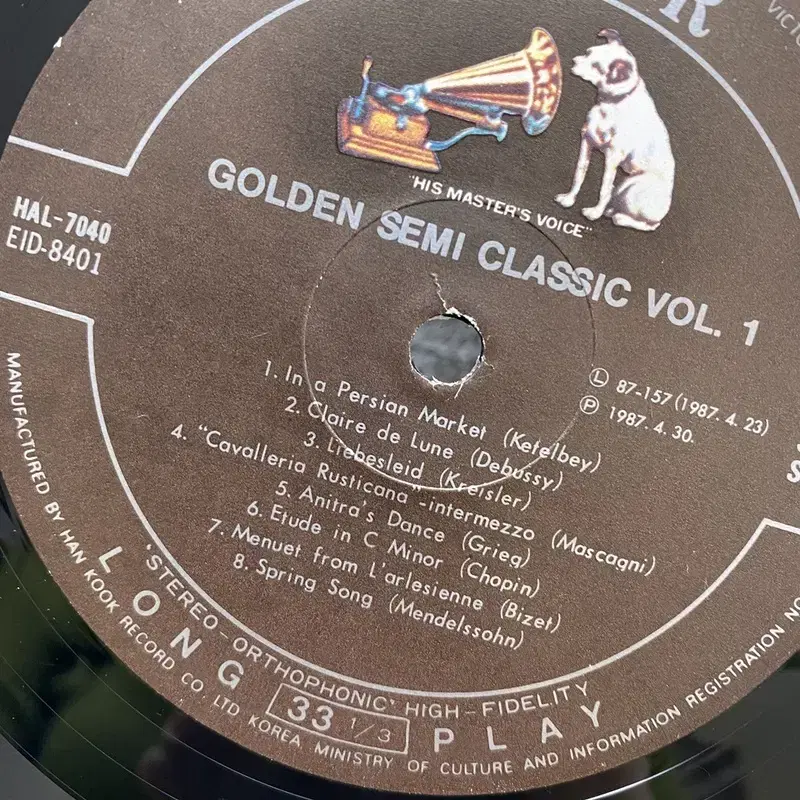 "HIS MASTER'S VOICE"
GOLDEN SEMI CLASSIC VOL. 1
HAL-7040
EID-8401
Ⓛ 87-157 (1987. 4. 23)
Ⓟ 1987. 4. 30.
1. In a Persian Market (Ketelbey)
2. Claire de Lune (Debussy)
3. Liebesleid (Kreisler)
4. "Cavalleria Rusticana"-intermezzo (Mascagni)
5. Anitra's Dance (Grieg)
6. Etude in C Minor (Chopin)
7. Menuet from L'arlesienne (Bizet)
8. Spring Song (Mendelssohn)
'STEREO-ORTHOPHONIC' HIGH-FIDELITY
LONG 33 1/3 PLAY
MANUFACTURED BY HAN KOOK RECORD CO. LTD KOREA MINISTRY OF CULTURE AND INFORMATION REGISTRATION NO